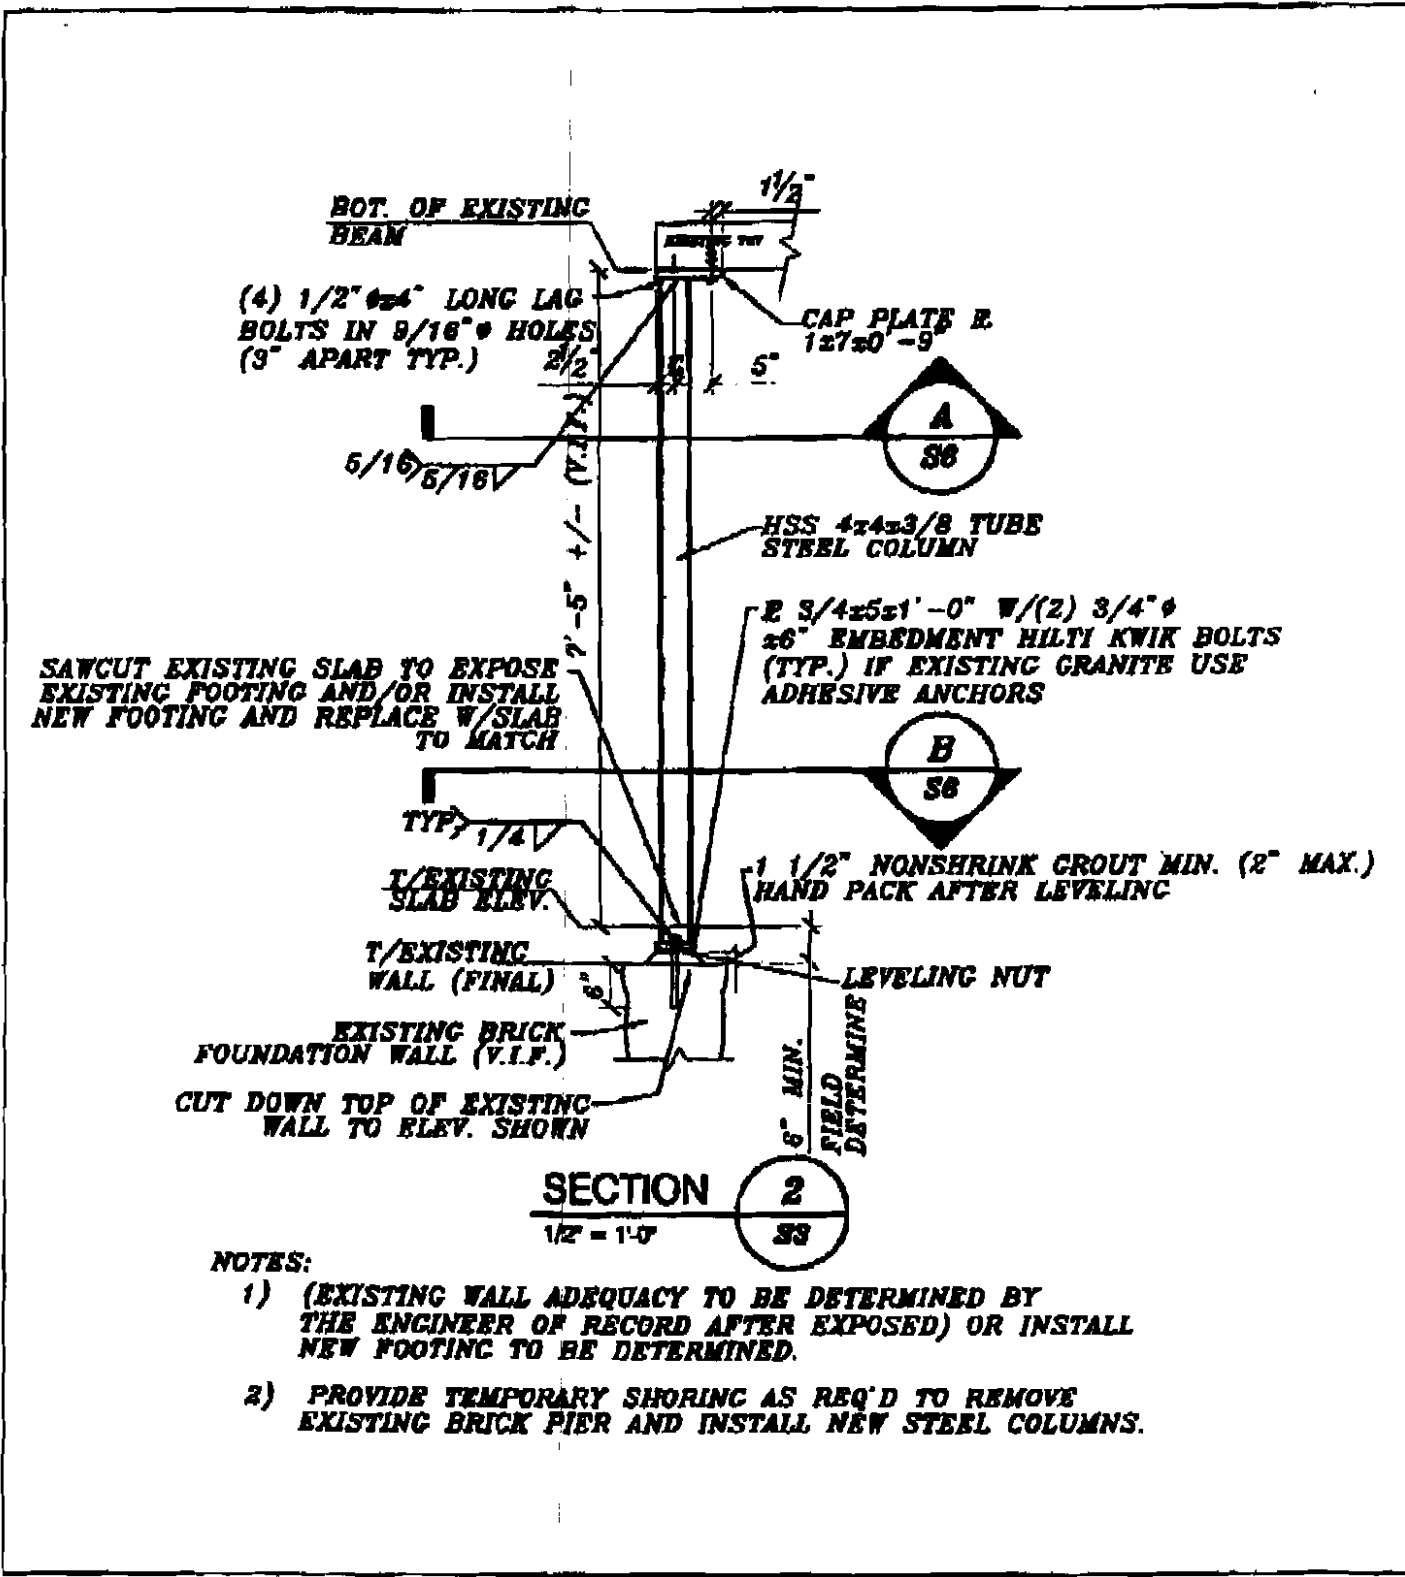 1 1/2"
BOT. OF EXISTING
BEAM
(4) 1/2"φx4" LONG LAG
BOLTS IN 9/16"φ HOLES
(3" APART TYP.)
CAP PLATE ⅊
1x7x0'-9"
2 1/2"
5"
A
S6
5/16
5/16
7'-5" +/- (V.I.F.)
HSS 4x4x3/8 TUBE
STEEL COLUMN
⅊ 3/4x5x1'-0" W/(2) 3/4"φ
x6" EMBEDMENT HILTI KWIK BOLTS
(TYP.) IF EXISTING GRANITE USE
ADHESIVE ANCHORS
SAWCUT EXISTING SLAB TO EXPOSE
EXISTING FOOTING AND/OR INSTALL
NEW FOOTING AND REPLACE W/SLAB
TO MATCH
B
S6
TYP
1/4
1 1/2" NONSHRINK GROUT MIN. (2" MAX.)
HAND PACK AFTER LEVELING
T/EXISTING
SLAB ELEV.
T/EXISTING
WALL (FINAL)
6"
LEVELING NUT
EXISTING BRICK
FOUNDATION WALL (V.I.F.)
CUT DOWN TOP OF EXISTING
WALL TO ELEV. SHOWN
6" MIN.
FIELD
DETERMINE
SECTION
1/2" = 1'-0"
2
S3
NOTES:
1) (EXISTING WALL ADEQUACY TO BE DETERMINED BY
THE ENGINEER OF RECORD AFTER EXPOSED) OR INSTALL
NEW FOOTING TO BE DETERMINED.
2) PROVIDE TEMPORARY SHORING AS REQ'D TO REMOVE
EXISTING BRICK PIER AND INSTALL NEW STEEL COLUMNS.